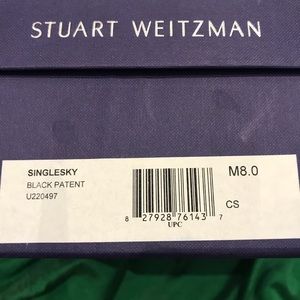 STUART WEITZMAN
SINGLESKY
BLACK PATENT
U220497
M8.0
CS
8 27928 76143 7
UPC